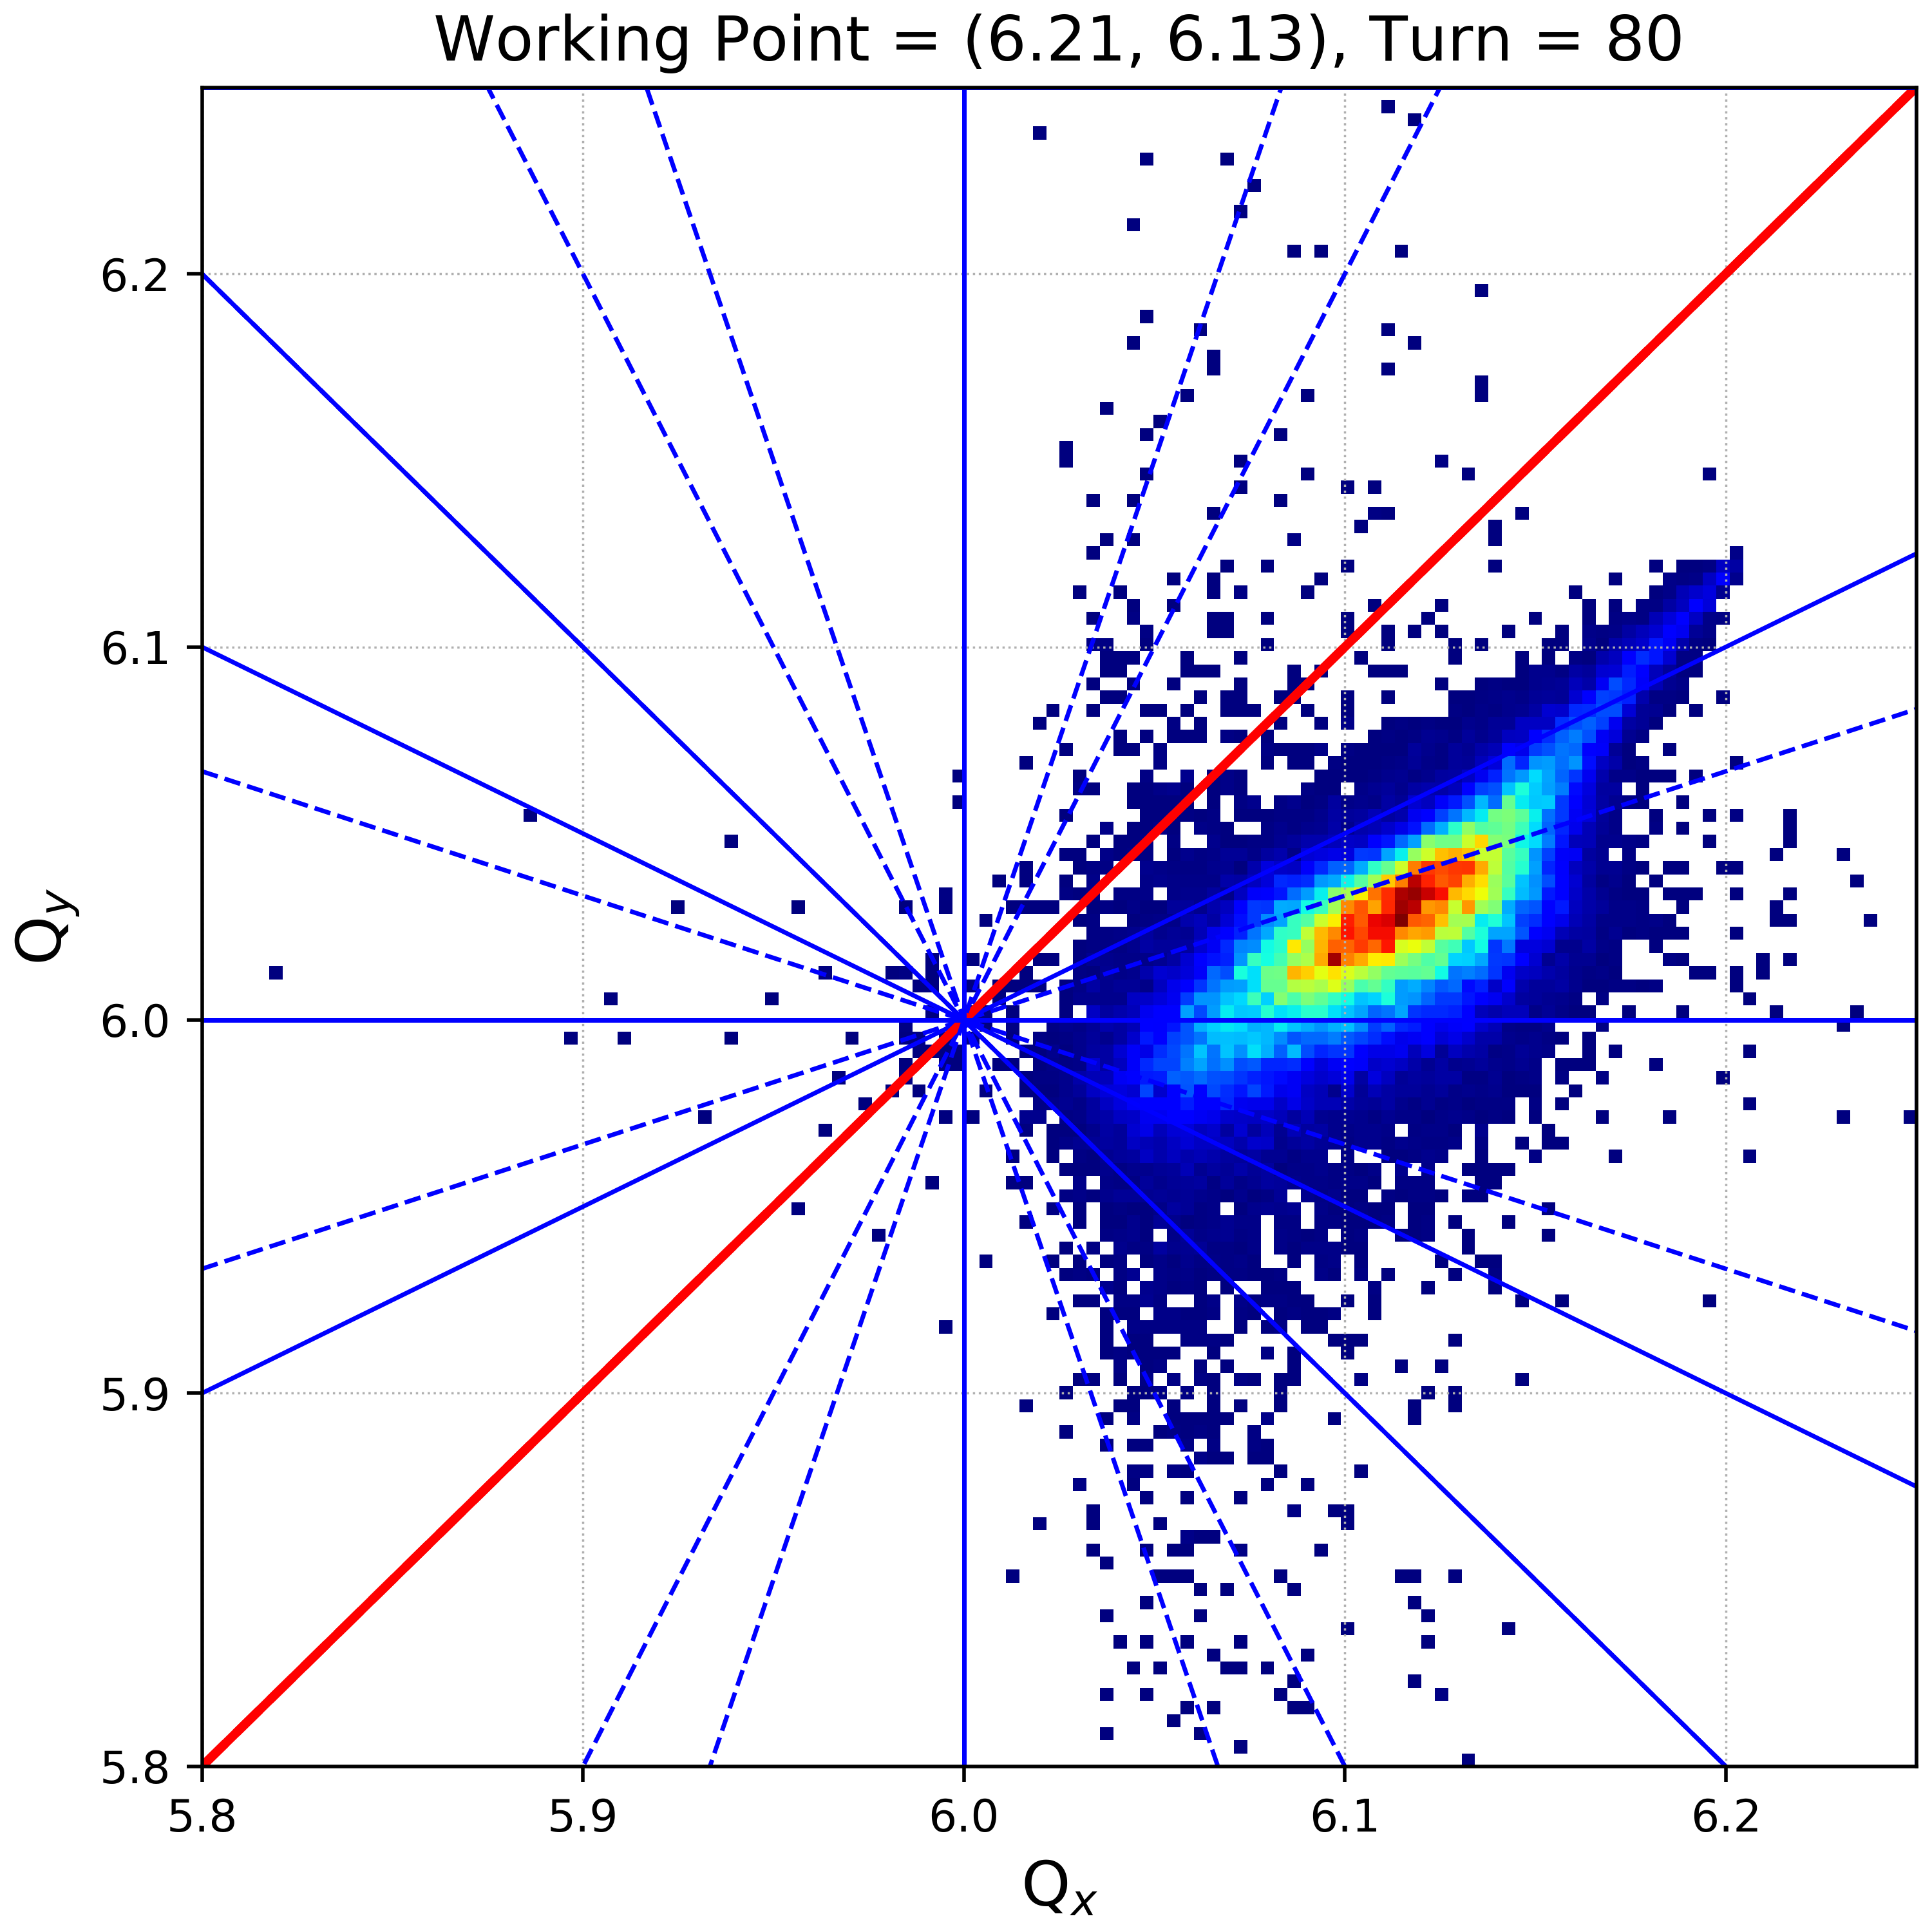 Working Point = (6.21, 6.13), Turn = 80
6.2
6.1
6.0
5.9
5.8
Qy
5.8 5.9 6.0 6.1 6.2
Qx